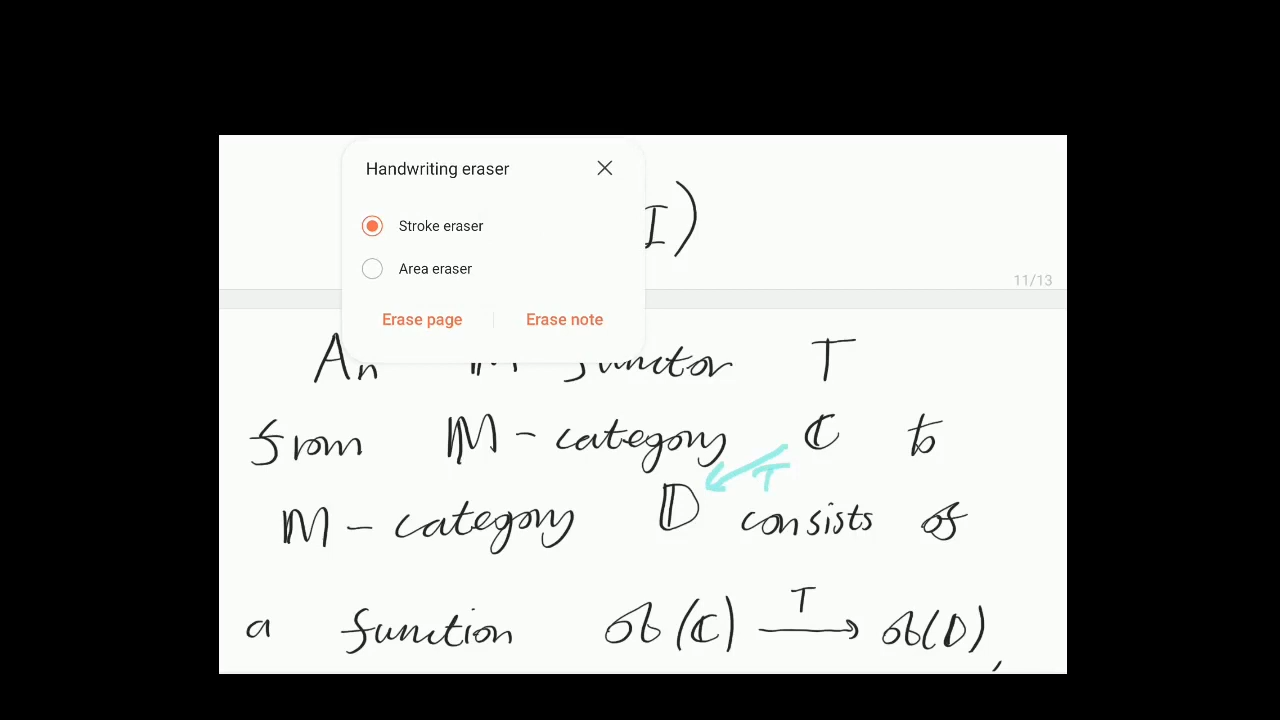 Handwriting eraser
Stroke eraser
Area eraser
Erase page
Erase note
I)
11/13
An M-functor T
from M-category ℂ to
M-category 𝔻 consists of
T
a function ob(ℂ) T→ ob(𝔻),